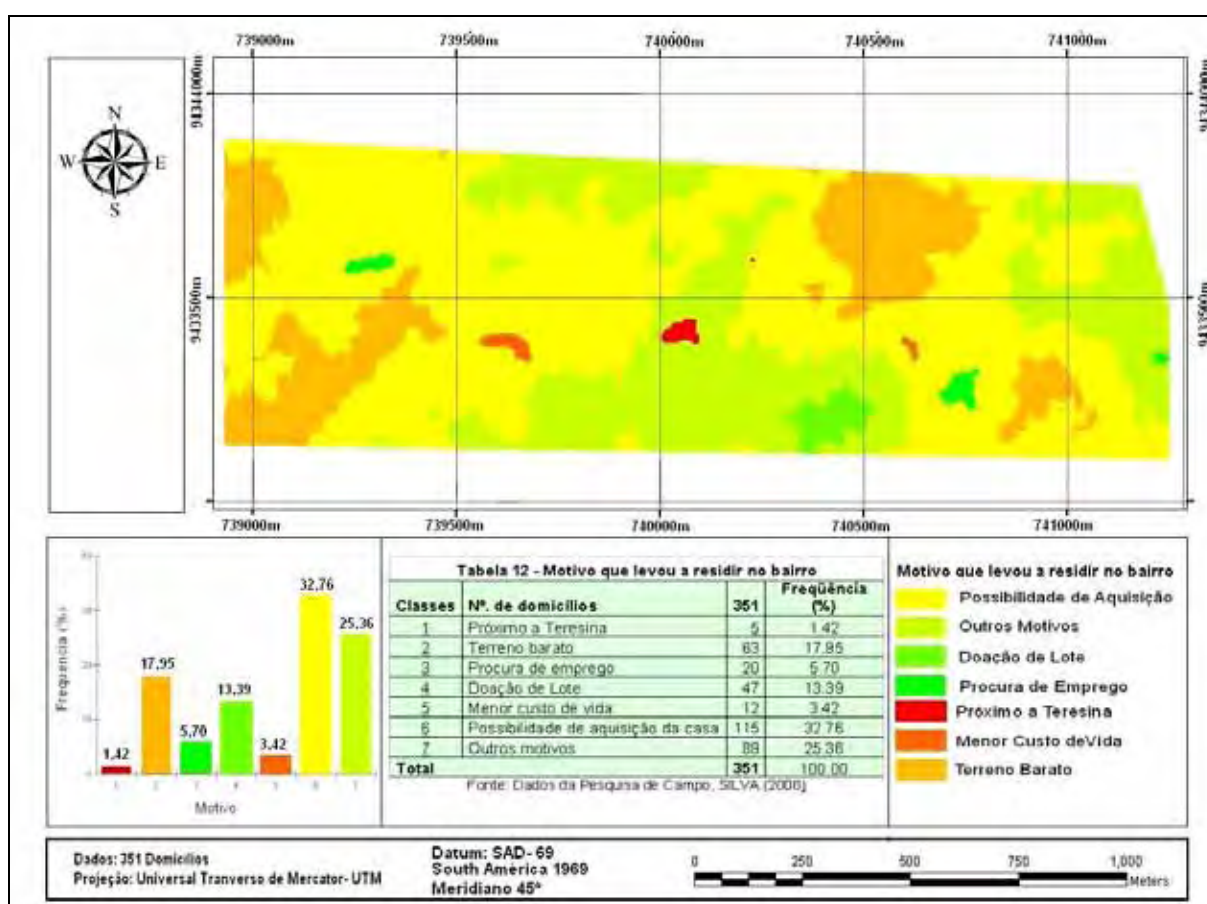 739000m 739500m 740000m 740500m 741000m
9434000m 9434000m
N
W E
S
9433500m 9433500m
739000m 739500m 740000m 740500m 741000m
Frequencia (%)
1,42 17,95 5,70 13,39 3,42 32,76 25,36
Motivo
Tabela 12 - Motivo que levou a residir no bairro
Classes Nº. de domicílios 351 Freqüência (%)
1 Próximo a Teresina 5 1.42
2 Terreno barato 63 17.95
3 Procura de emprego 20 5.70
4 Doação de Lote 47 13.39
5 Menor custo de vida 12 3.42
6 Possibilidade de aquisição da casa 115 32.76
7 Outros motivos 89 25.36
Total 351 100.00
Fonte: Dados da Pesquisa de Campo, SILVA
Motivo que levou a residir no bairro
Possibilidade de Aquisição
Outros Motivos
Doação de Lote
Procura de Emprego
Próximo a Teresina
Menor Custo deVida
Terreno Barato
Dados: 351 Domicílios
Projeção: Universal Tranverso de Mercator- UTM
Datum: SAD- 69
South América 1969
Meridiano 45º
0 250 500 750 1,000
Meters